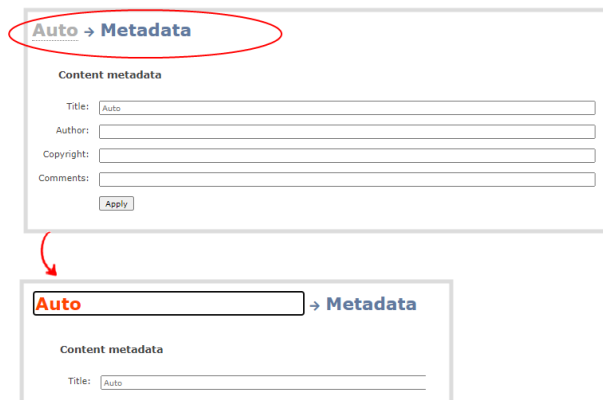 Auto → Metadata
Content metadata
Title: Auto
Author:
Copyright:
Comments:
Apply
Auto → Metadata
Content metadata
Title: Auto